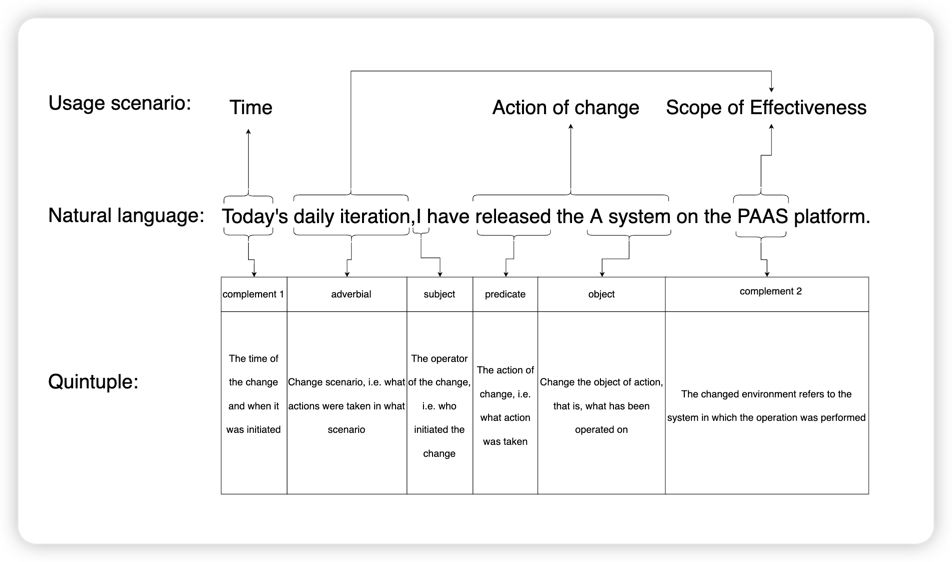 Usage scenario: Time Action of change Scope of Effectiveness
Natural language: Today's daily iteration,I have released the A system on the PAAS platform.
complement 1 adverbial subject predicate object complement 2
Quintuple:
The time of
the change
and when it
was initiated
Change scenario, i.e. what
actions were taken in what
scenario
The operator
of the change,
i.e. who
initiated the
change
The action of
change, i.e.
what action
was taken
Change the object of action,
that is, what has been
operated on
The changed environment refers to the
system in which the operation was performed